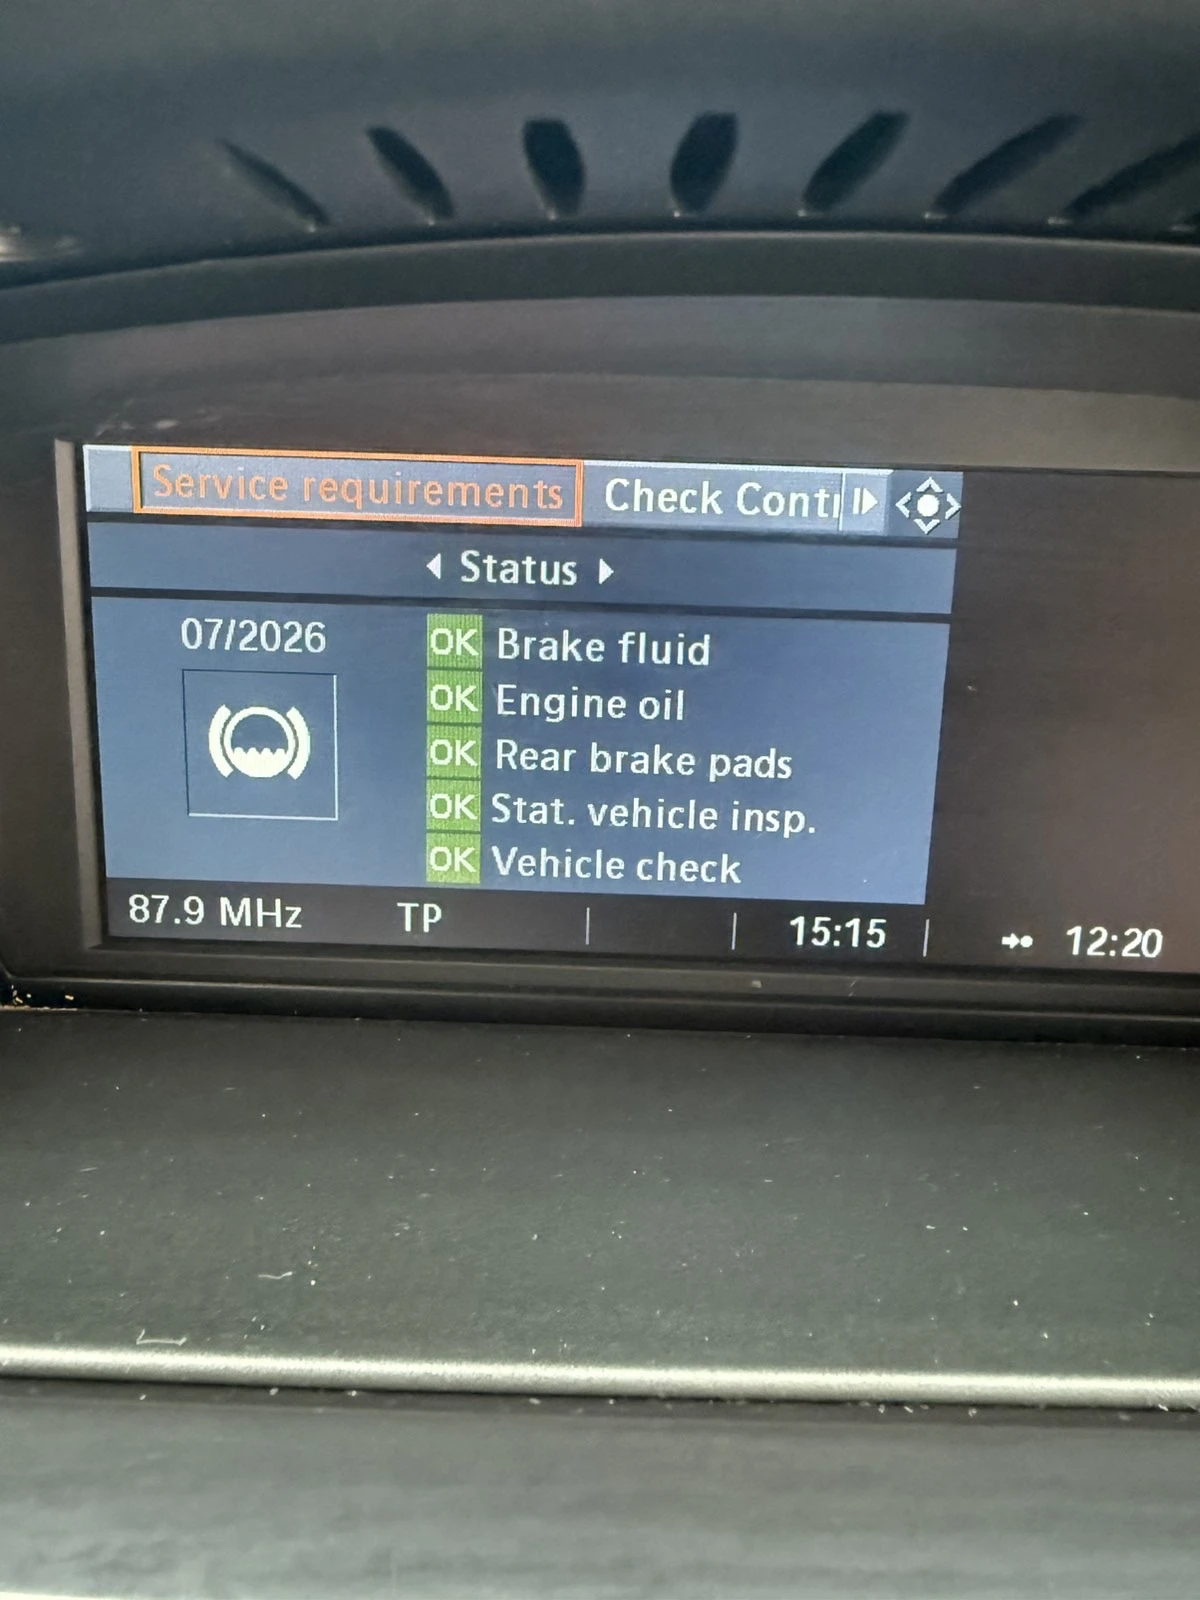 Service requirements Check Contr
Status
07/2026
OK Brake fluid
OK Engine oil
OK Rear brake pads
OK Stat. vehicle insp.
OK Vehicle check
87.9 MHz TP 15:15 12:20